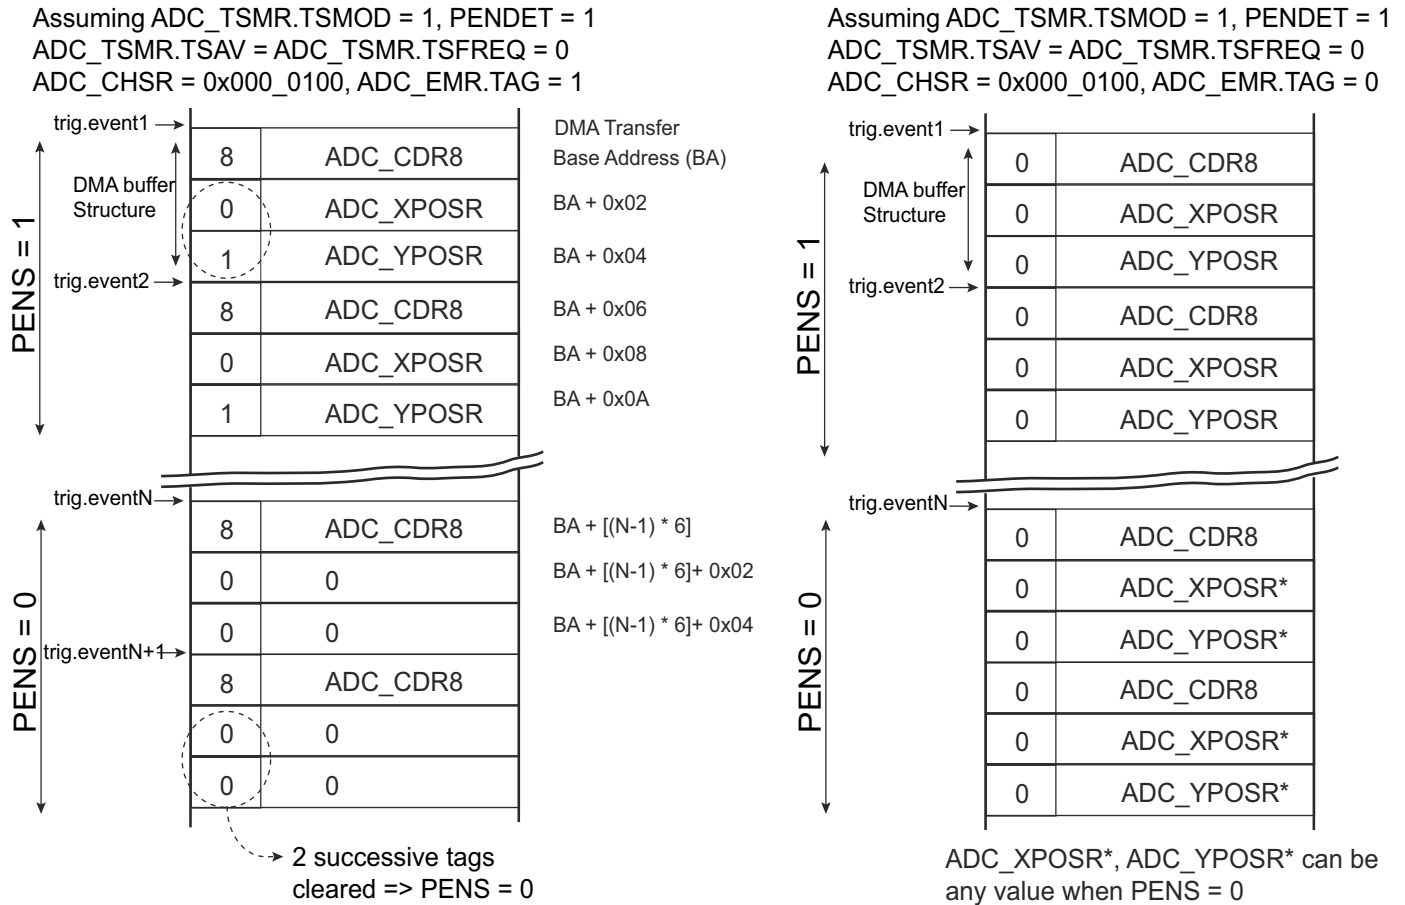 Assuming ADC_TSMR.TSMOD = 1, PENDET = 1
ADC_TSMR.TSAV = ADC_TSMR.TSFREQ = 0
ADC_CHSR = 0x000_0100, ADC_EMR.TAG = 1
trig.event1
DMA Transfer
8 ADC_CDR8 Base Address (BA)
DMA buffer
Structure
0 ADC_XPOSR BA + 0x02
1 ADC_YPOSR BA + 0x04
PENS = 1
trig.event2
8 ADC_CDR8 BA + 0x06
0 ADC_XPOSR BA + 0x08
1 ADC_YPOSR BA + 0x0A
trig.eventN
8 ADC_CDR8 BA + [(N-1) * 6]
0 0 BA + [(N-1) * 6]+ 0x02
0 0 BA + [(N-1) * 6]+ 0x04
PENS = 0
trig.eventN+1
8 ADC_CDR8
0 0
0 0
2 successive tags
cleared => PENS = 0
Assuming ADC_TSMR.TSMOD = 1, PENDET = 1
ADC_TSMR.TSAV = ADC_TSMR.TSFREQ = 0
ADC_CHSR = 0x000_0100, ADC_EMR.TAG = 0
trig.event1
0 ADC_CDR8
DMA buffer
Structure
0 ADC_XPOSR
0 ADC_YPOSR
PENS = 1
trig.event2
0 ADC_CDR8
0 ADC_XPOSR
0 ADC_YPOSR
trig.eventN
0 ADC_CDR8
0 ADC_XPOSR*
0 ADC_YPOSR*
PENS = 0
0 ADC_CDR8
0 ADC_XPOSR*
0 ADC_YPOSR*
ADC_XPOSR*, ADC_YPOSR* can be
any value when PENS = 0